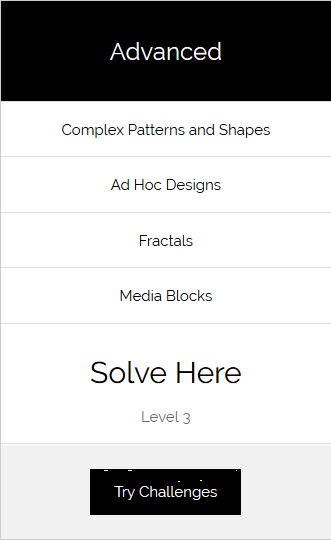 Advanced
Complex Patterns and Shapes
Ad Hoc Designs
Fractals
Media Blocks
Solve Here
Level 3
Try Challenges